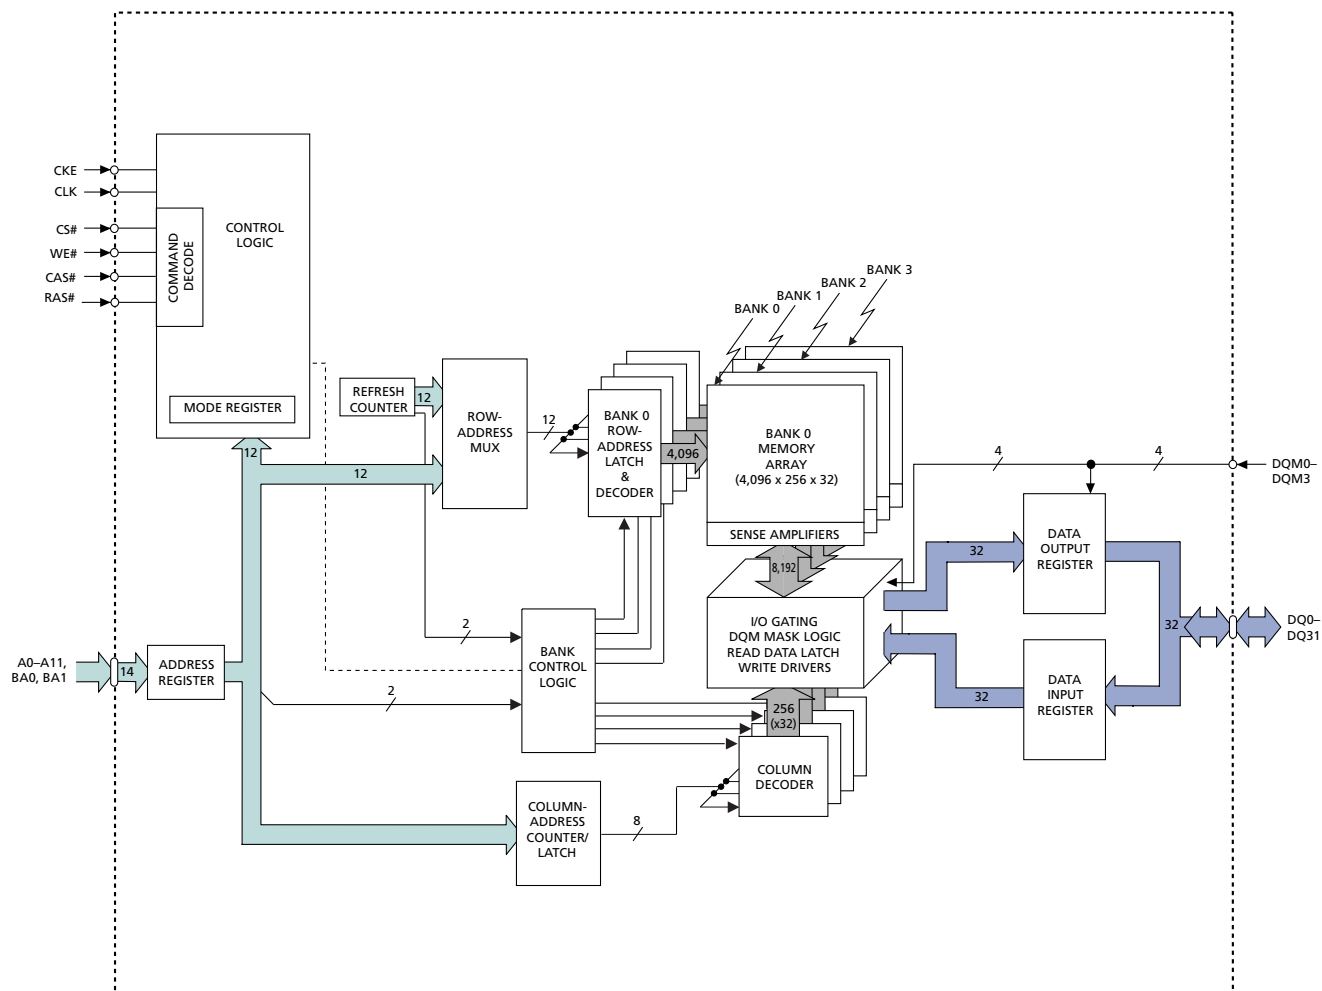 CKE
CLK
CS#
WE#
CAS#
RAS#
COMMAND
DECODE
CONTROL
LOGIC
MODE REGISTER
12
12
REFRESH
COUNTER
12
ROW-
ADDRESS
MUX
12
BANK 0
ROW-
ADDRESS
LATCH
&
DECODER
4,096
BANK 0
BANK 1
BANK 2
BANK 3
BANK 0
MEMORY
ARRAY
(4,096 x 256 x 32)
SENSE AMPLIFIERS
8,192
I/O GATING
DQM MASK LOGIC
READ DATA LATCH
WRITE DRIVERS
4
4
DQM0–
DQM3
32
DATA
OUTPUT
REGISTER
32
DQ0–
DQ31
32
DATA
INPUT
REGISTER
A0–A11,
BA0, BA1
14
ADDRESS
REGISTER
2
2
BANK
CONTROL
LOGIC
256
(x32)
COLUMN
DECODER
COLUMN-
ADDRESS
COUNTER/
LATCH
8